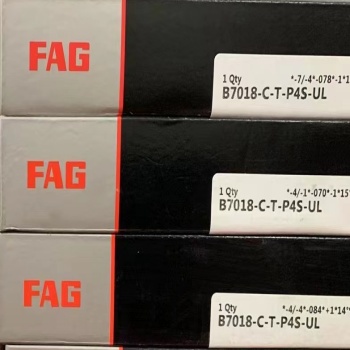 FAG
1 Qty *-7/-4*-078*-1*1
B7018-C-T-P4S-UL
FAG
1 Qty *-4/-1*-070-1*15*
B7018-C-T-P4S-UL
FAG
1 Qty *-4/-4*-084*+1*14*
B7018-C-T-P4S-UL